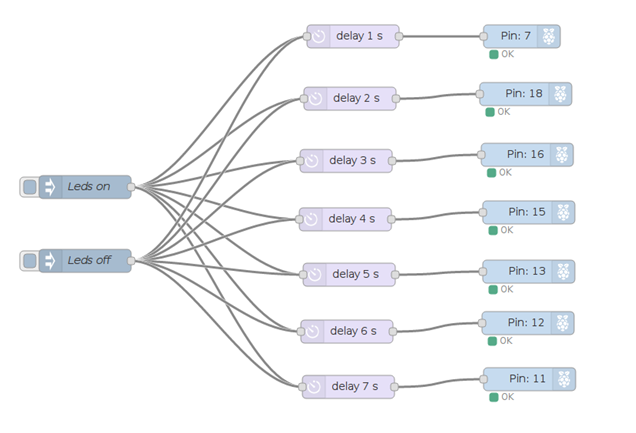 delay 1 s
Pin: 7
OK
delay 2 s
Pin: 18
OK
delay 3 s
Pin: 16
OK
Leds on
delay 4 s
Pin: 15
OK
Leds off
delay 5 s
Pin: 13
OK
delay 6 s
Pin: 12
OK
delay 7 s
Pin: 11
OK